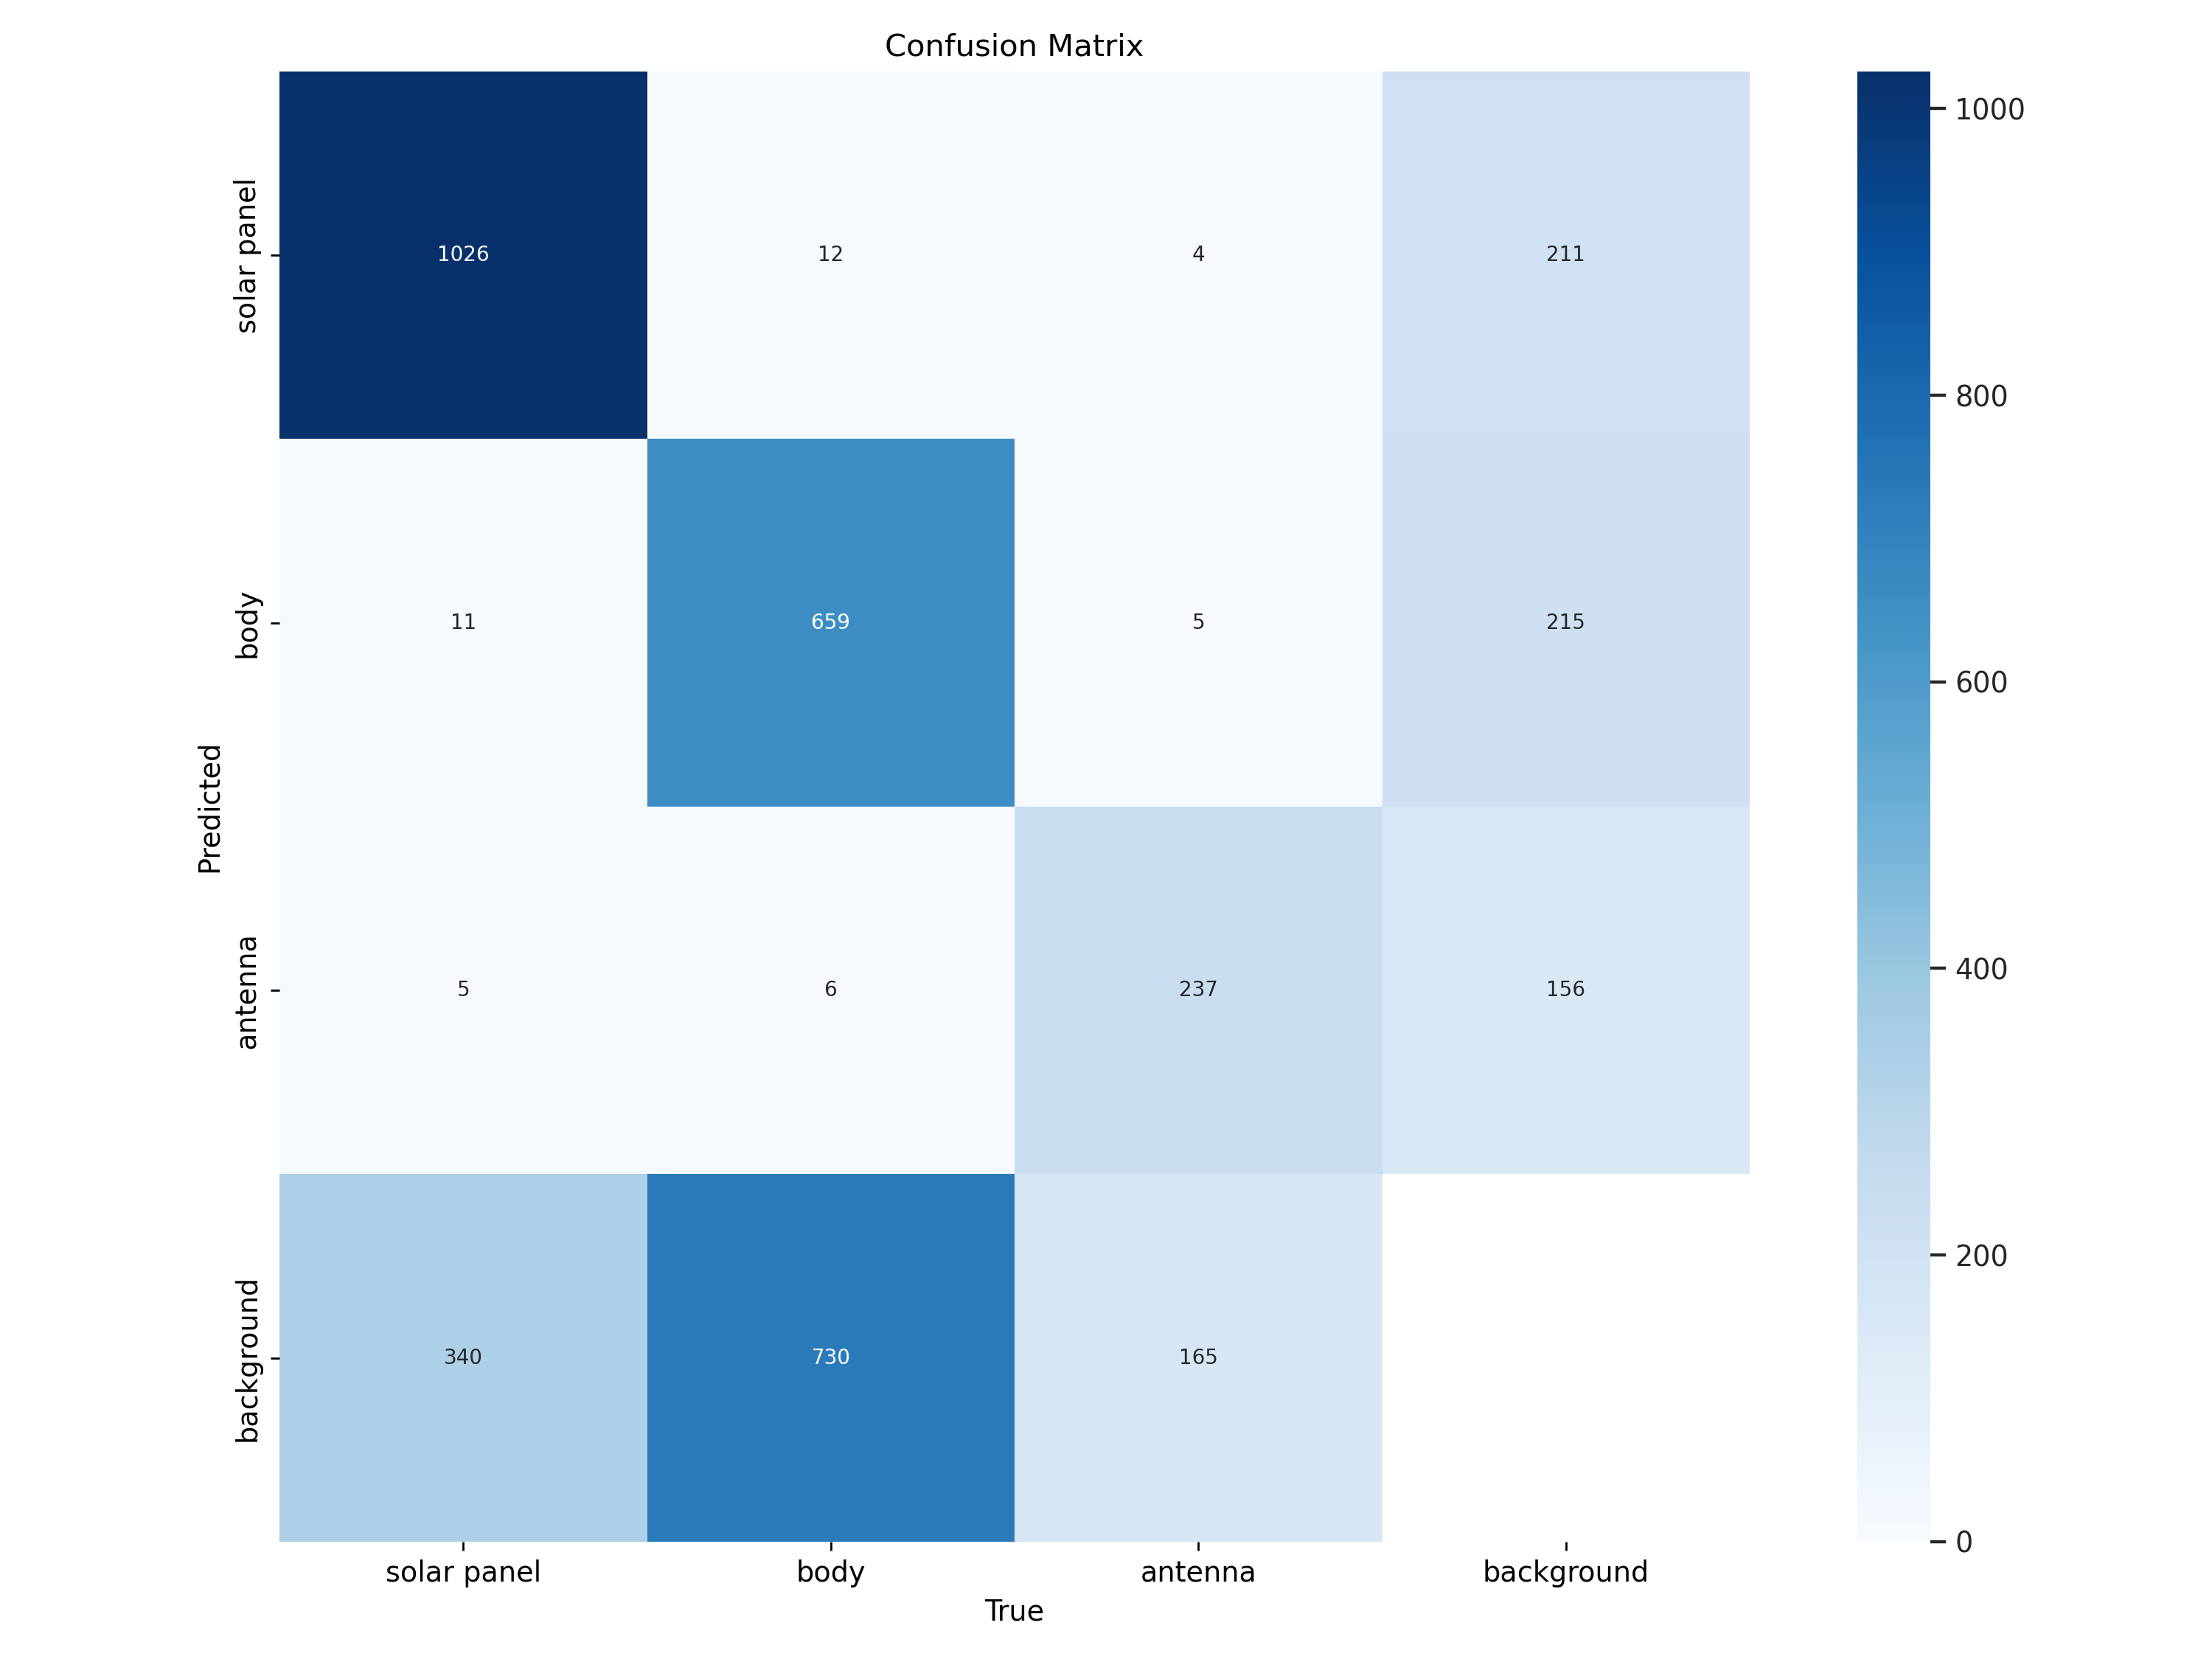 Confusion Matrix
solar panel
1026
12
4
211
body
11
659
5
215
antenna
5
6
237
156
background
340
730
165
Predicted
solar panel
body
antenna
background
True
1000
800
600
400
200
0